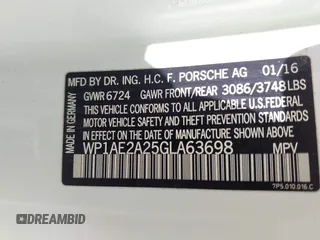 MFD BY DR. ING. H.C. F. PORSCHE AG 01/16
GVWR 6724 GAWR FRONT/REAR 3086/3748 LBS
THIS VEHICLE CONFORMS TO ALL APPLICABLE U.S. FEDERAL
MOTOR VEHICLE SAFETY, BUMPER, AND THEFT PREVENTION
STANDARDS IN EFFECT ON THE DATE OF MANUFACTURE SHOWN ABOVE.
WP1AE2A25GLA63698 MPV
MADE IN GERMANY
7P5.010.016.C
DREAMBID